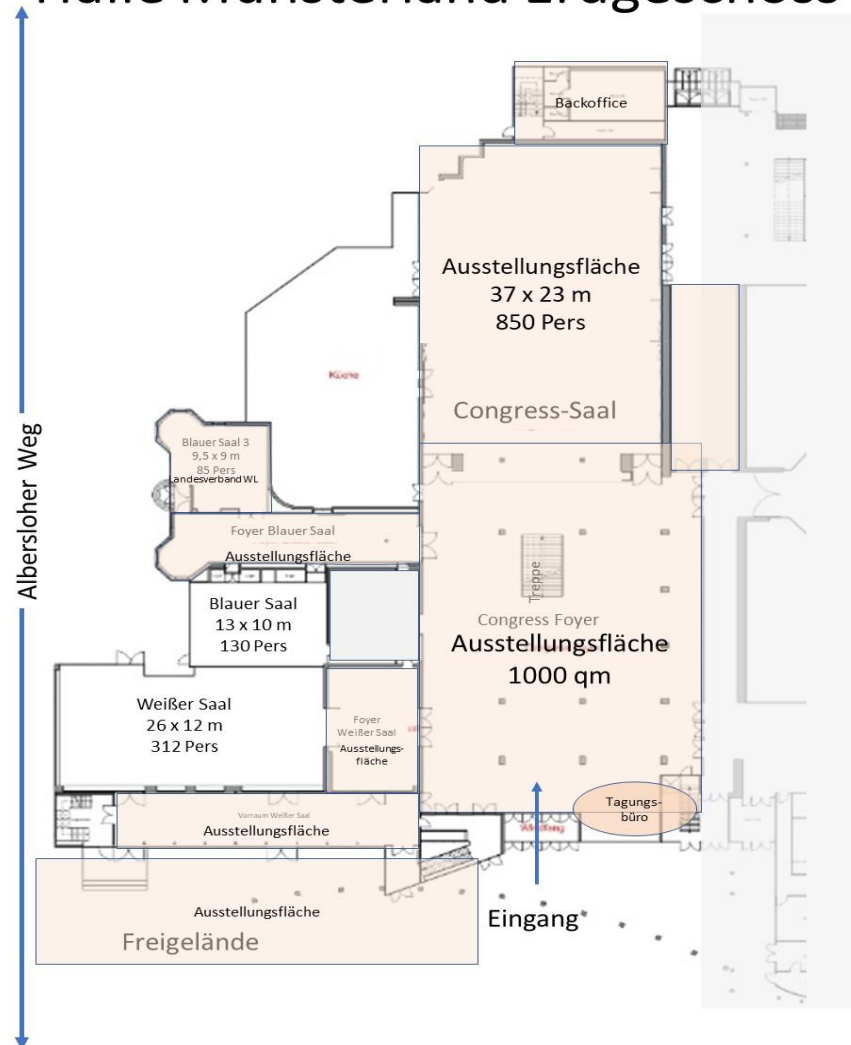 Halle Münsterland Erdgeschoss
Backoffice
Ausstellungsfläche
37 x 23 m
850 Pers
Congress-Saal
Küche
Albersloher Weg
Blauer Saal 3
9,5 x 9 m
85 Pers
Landesverband WL
Foyer Blauer Saal
Ausstellungsfläche
Blauer Saal
13 x 10 m
130 Pers
Treppe
Congress Foyer
Ausstellungsfläche
1000 qm
Weißer Saal
26 x 12 m
312 Pers
Foyer
Weißer Saal
Ausstellungs-
fläche
Vorraum Weißer Saal
Ausstellungsfläche
Tagungs-
büro
Windfang
Eingang
Ausstellungsfläche
Freigelände